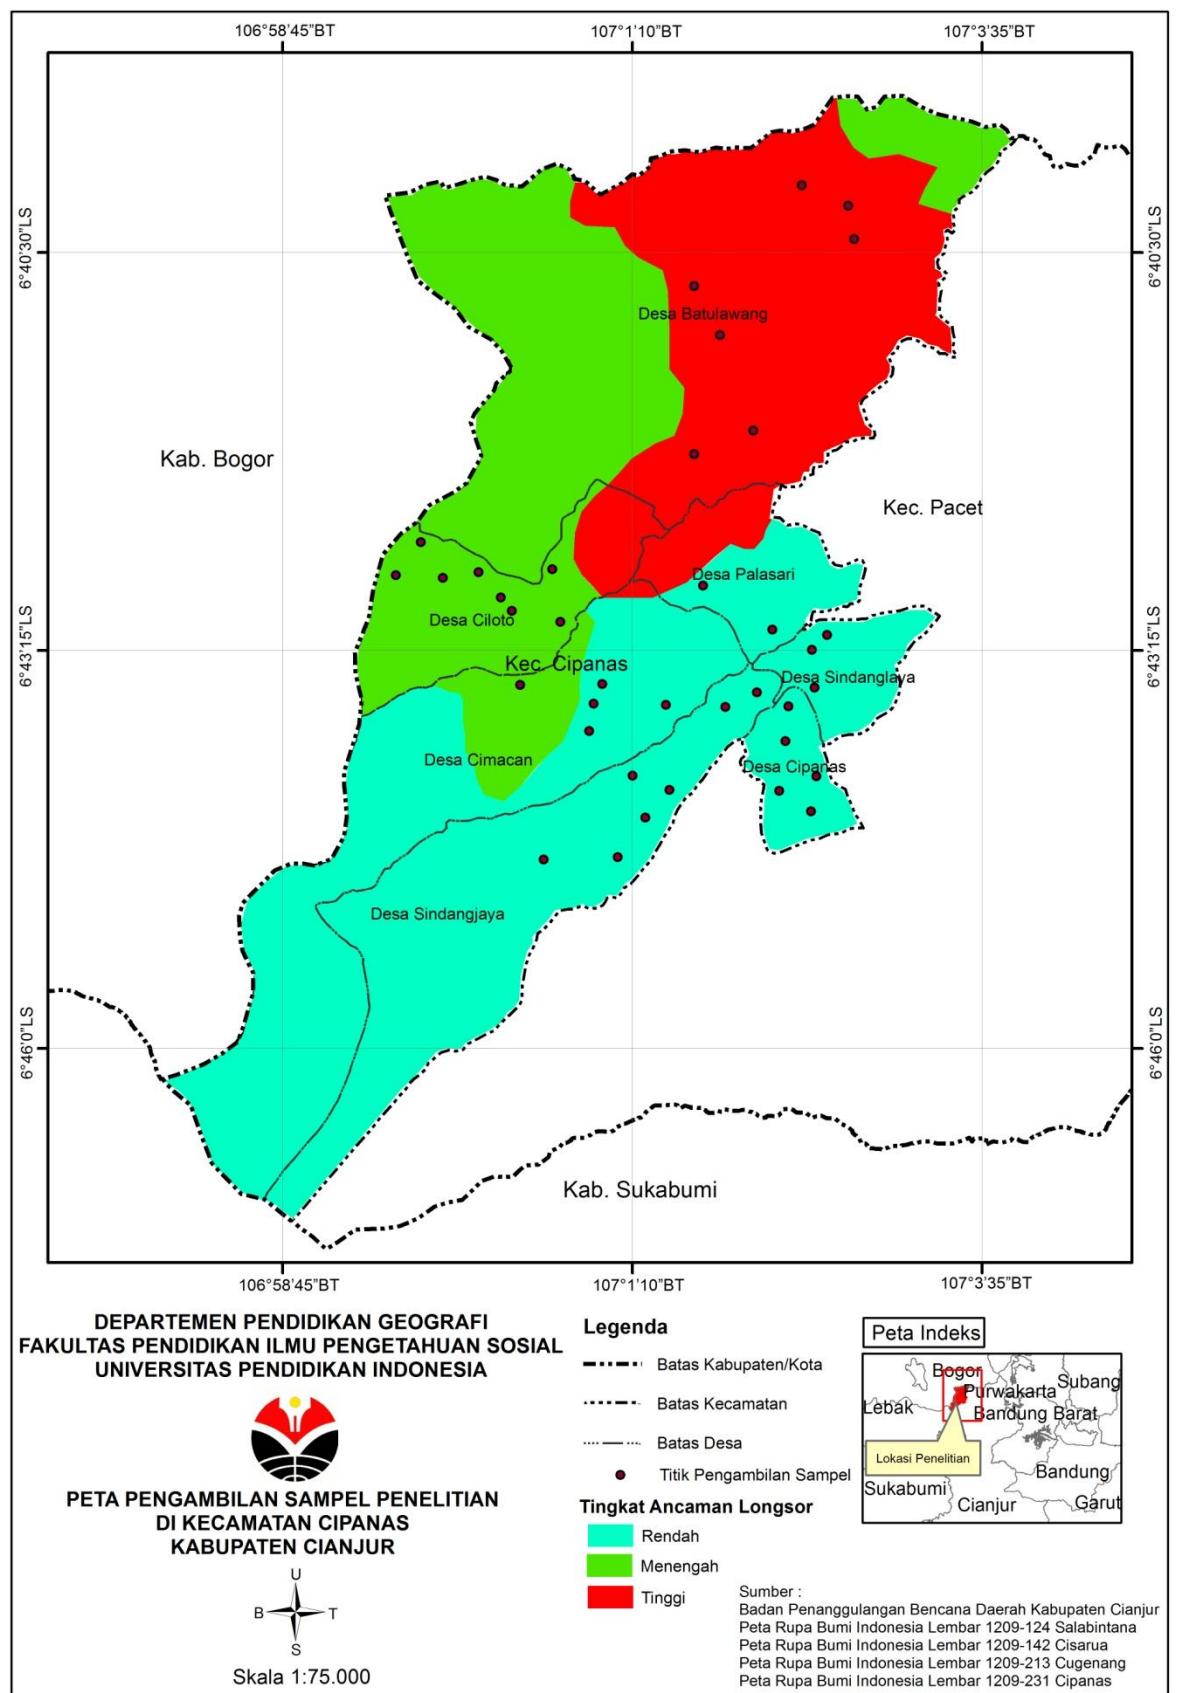 106°58'45"BT
107°1'10"BT
107°3'35"BT
6°40'30"LS
6°40'30"LS
Desa Batulawang
Kab. Bogor
Kec. Pacet
Desa Palasari
Desa Ciloto
6°43'15"LS
6°43'15"LS
Kec. Cipanas
Desa Sindanglaya
Desa Cimacan
Desa Cipanas
Desa Sindangjaya
6°46'0"LS
6°46'0"LS
Kab. Sukabumi
106°58'45"BT
107°1'10"BT
107°3'35"BT
DEPARTEMEN PENDIDIKAN GEOGRAFI
FAKULTAS PENDIDIKAN ILMU PENGETAHUAN SOSIAL
UNIVERSITAS PENDIDIKAN INDONESIA
PETA PENGAMBILAN SAMPEL PENELITIAN
DI KECAMATAN CIPANAS
KABUPATEN CIANJUR
U
B
T
S
Skala 1:75.000
Legenda
Batas Kabupaten/Kota
Batas Kecamatan
Batas Desa
Titik Pengambilan Sampel
Tingkat Ancaman Longsor
Rendah
Menengah
Tinggi
Peta Indeks
Bogor
Subang
Purwakarta
Lebak
Bandung Barat
Lokasi Penelitian
Bandung
Sukabumi
Cianjur
Garut
Sumber :
Badan Penanggulangan Bencana Daerah Kabupaten Cianjur
Peta Rupa Bumi Indonesia Lembar 1209-124 Salabintana
Peta Rupa Bumi Indonesia Lembar 1209-142 Cisarua
Peta Rupa Bumi Indonesia Lembar 1209-213 Cugenang
Peta Rupa Bumi Indonesia Lembar 1209-231 Cipanas